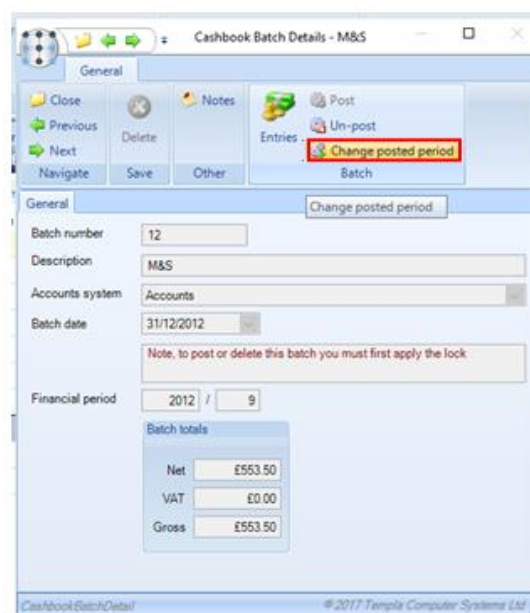 Cashbook Batch Details - M&S
General
Close
Previous
Next
Navigate
Delete
Save
Notes
Other
Entries
Post
Un-post
Change posted period
Batch
Change posted period
General
Batch number 12
Description M&S
Accounts system Accounts
Batch date 31/12/2012
Note, to post or delete this batch you must first apply the lock
Financial period 2012 / 9
Batch totals
Net £553.50
VAT £0.00
Gross £553.50
CashbookBatchDetail © 2017 Templa Computer Systems Ltd